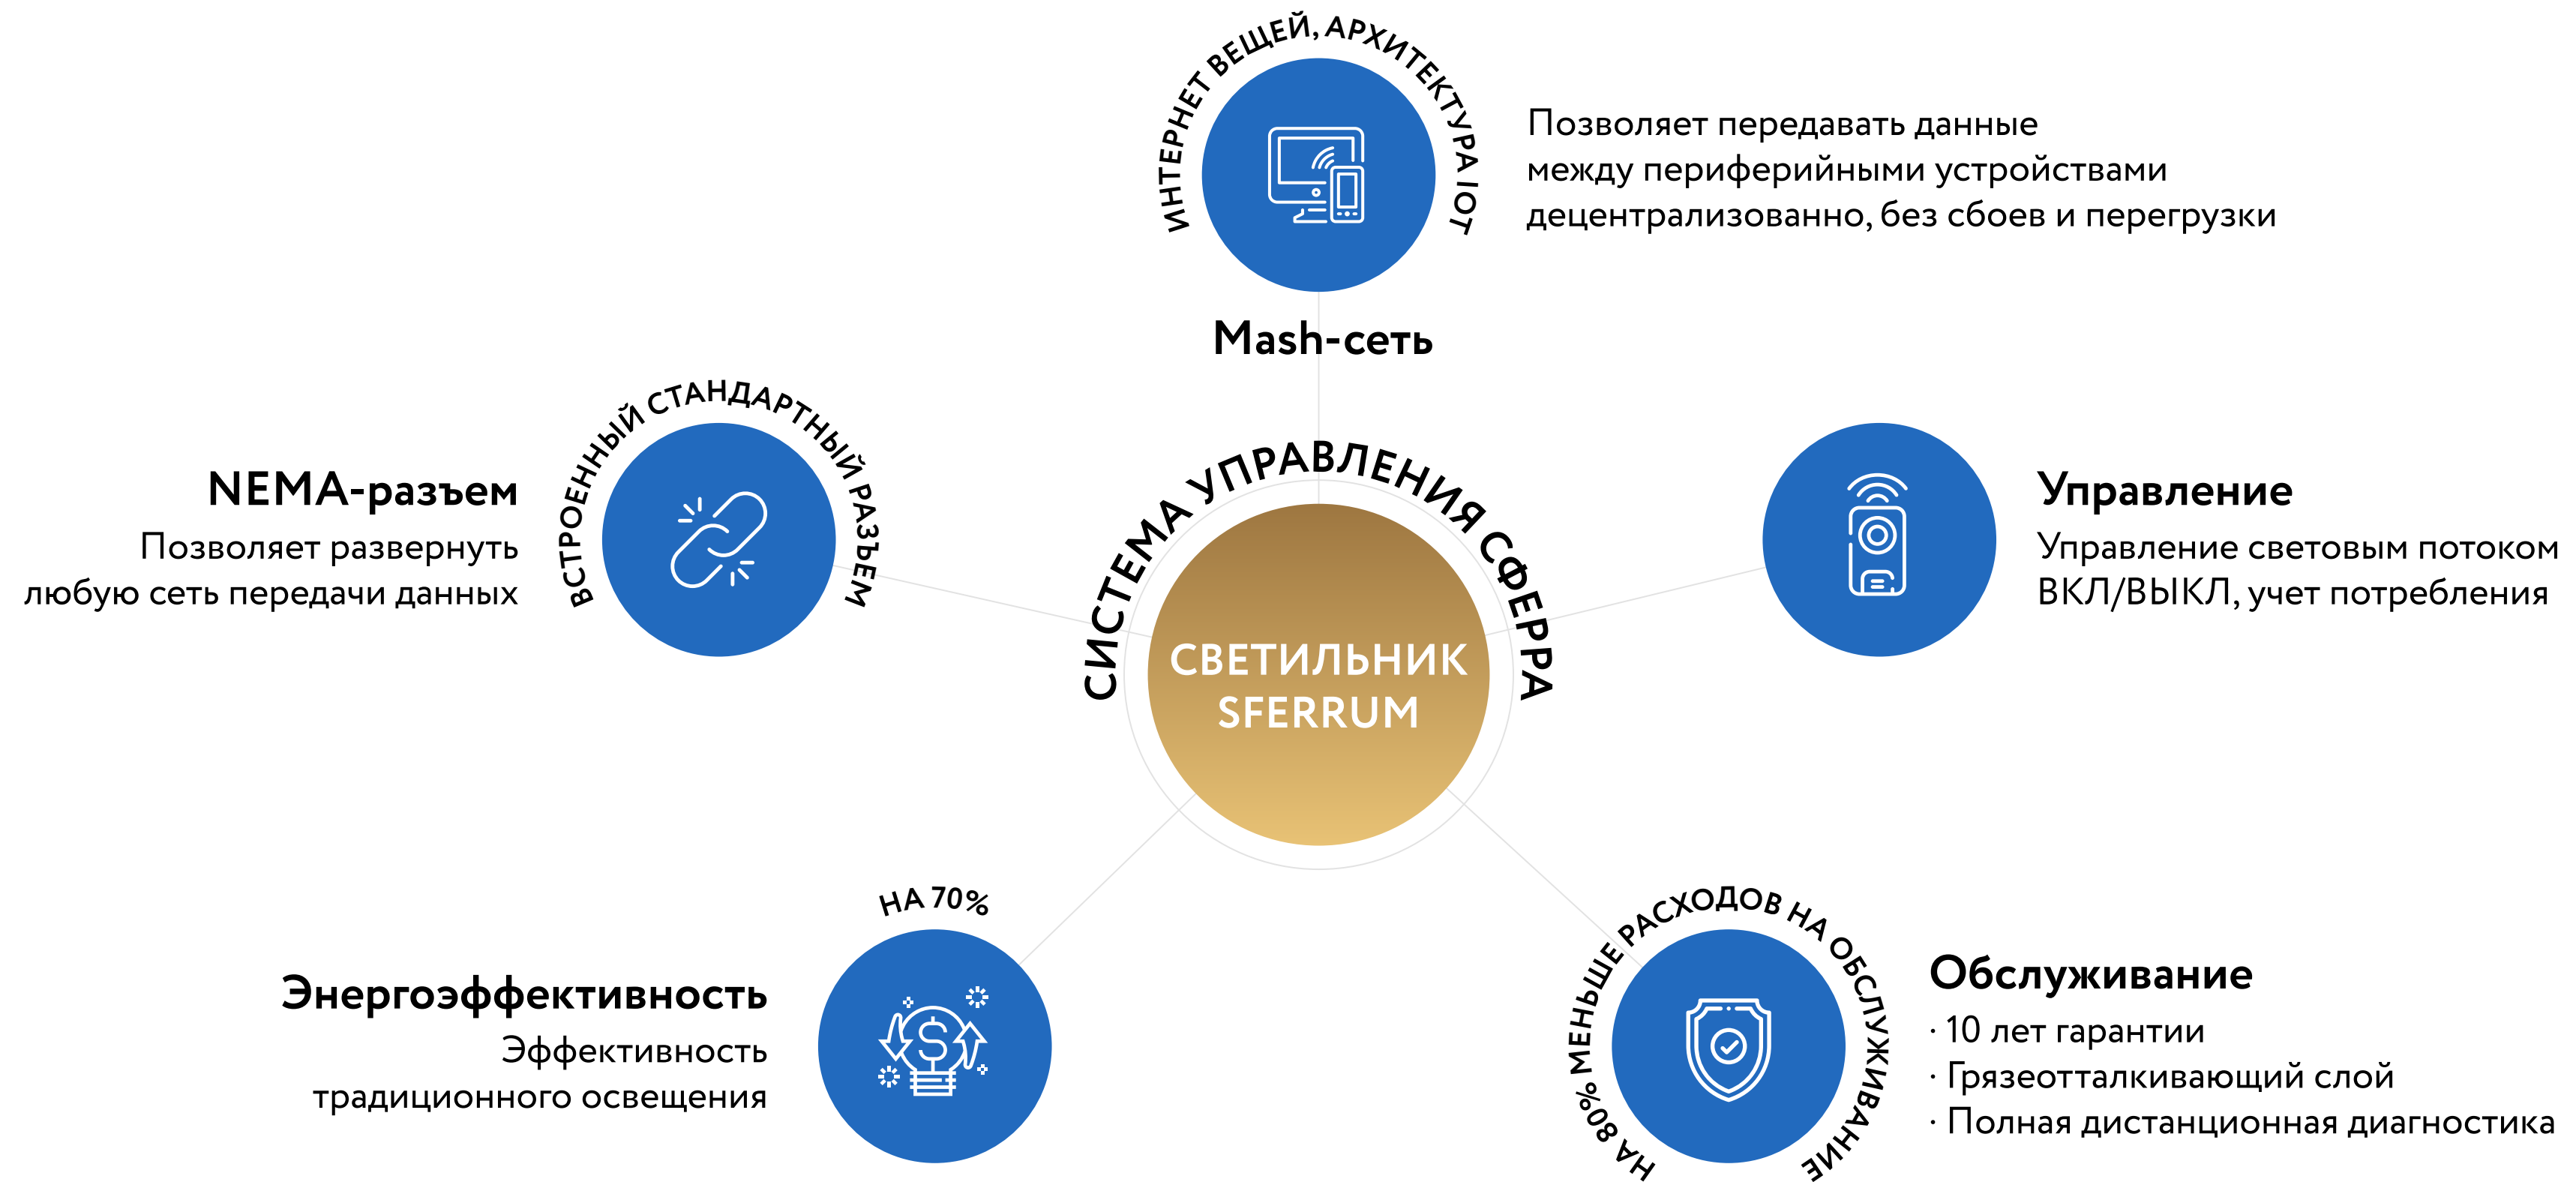 ИНТЕРНЕТ ВЕЩЕЙ, АРХИТЕКТУРА IOT
Позволяет передавать данные
между периферийными устройствами
децентрализованно, без сбоев и перегрузки
Mash-сеть
ВСТРОЕННЫЙ СТАНДАРТНЫЙ РАЗЪЕМ
NEMA-разъем
Позволяет развернуть
любую сеть передачи данных
СИСТЕМА УПРАВЛЕНИЯ СФЕРРА
СВЕТИЛЬНИК
SFERRUM
Управление
Управление световым потоком
ВКЛ/ВЫКЛ, учет потребления
НА 70%
Энергоэффективность
Эффективность
традиционного освещения
НА 80% МЕНЬШЕ РАСХОДОВ НА ОБСЛУЖИВАНИЕ
Обслуживание
· 10 лет гарантии
· Грязеотталкивающий слой
· Полная дистанционная диагностика